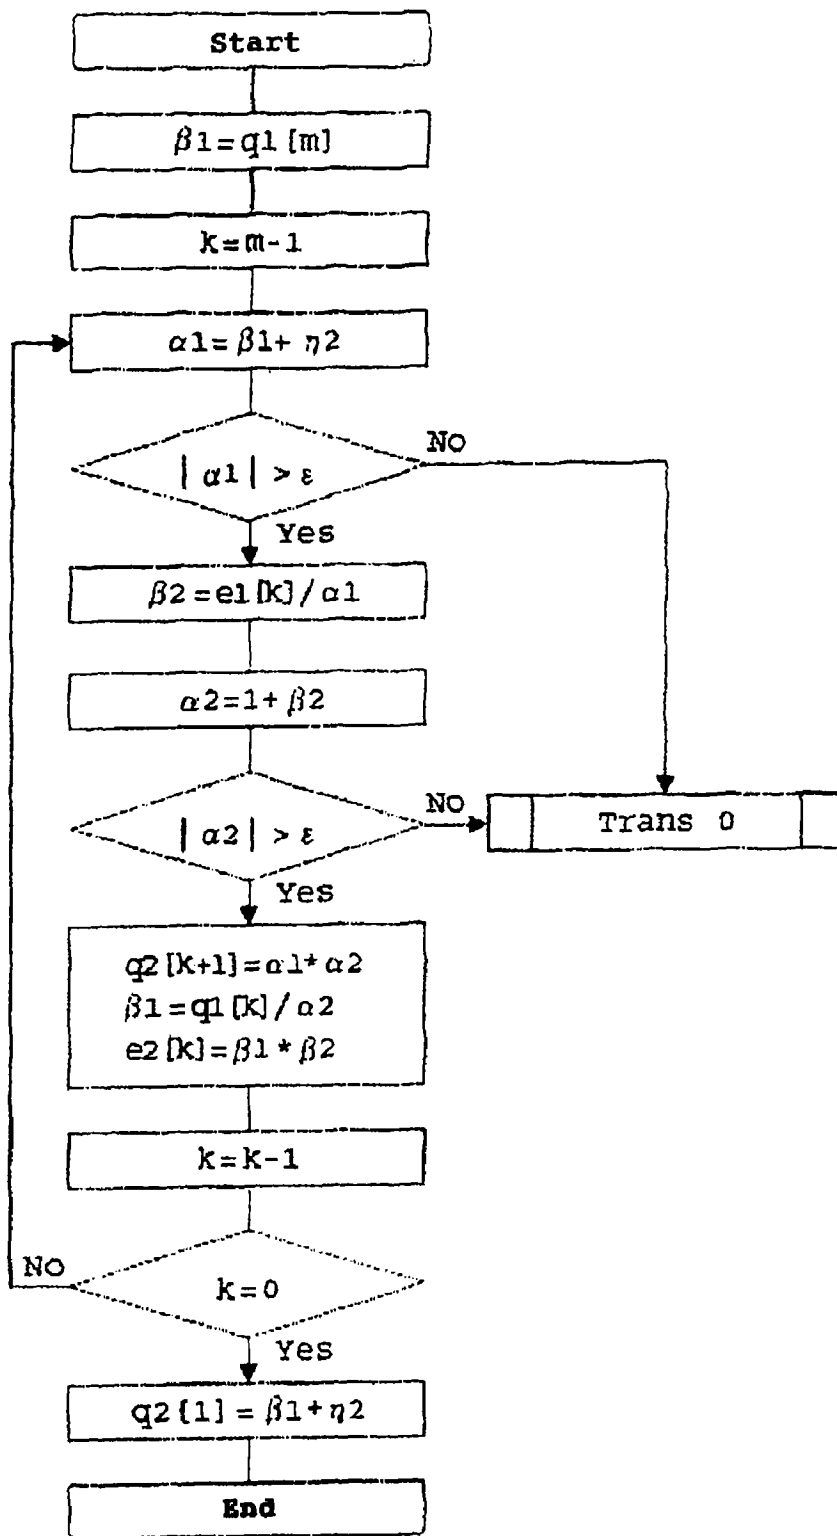 Start
β1=q1[m]
k=m-1
α1=β1+ η2
|α1|>ε
No
Yes
β2=e1[k]/α1
α2=1+β2
|α2|>ε
No
Trans 0
Yes
q2[k+1]=α1*α2
β1=q1[k]/α2
e2[k]=β1*β2
k=k-1
k=0
No
Yes
q2[1]=β1+η2
End